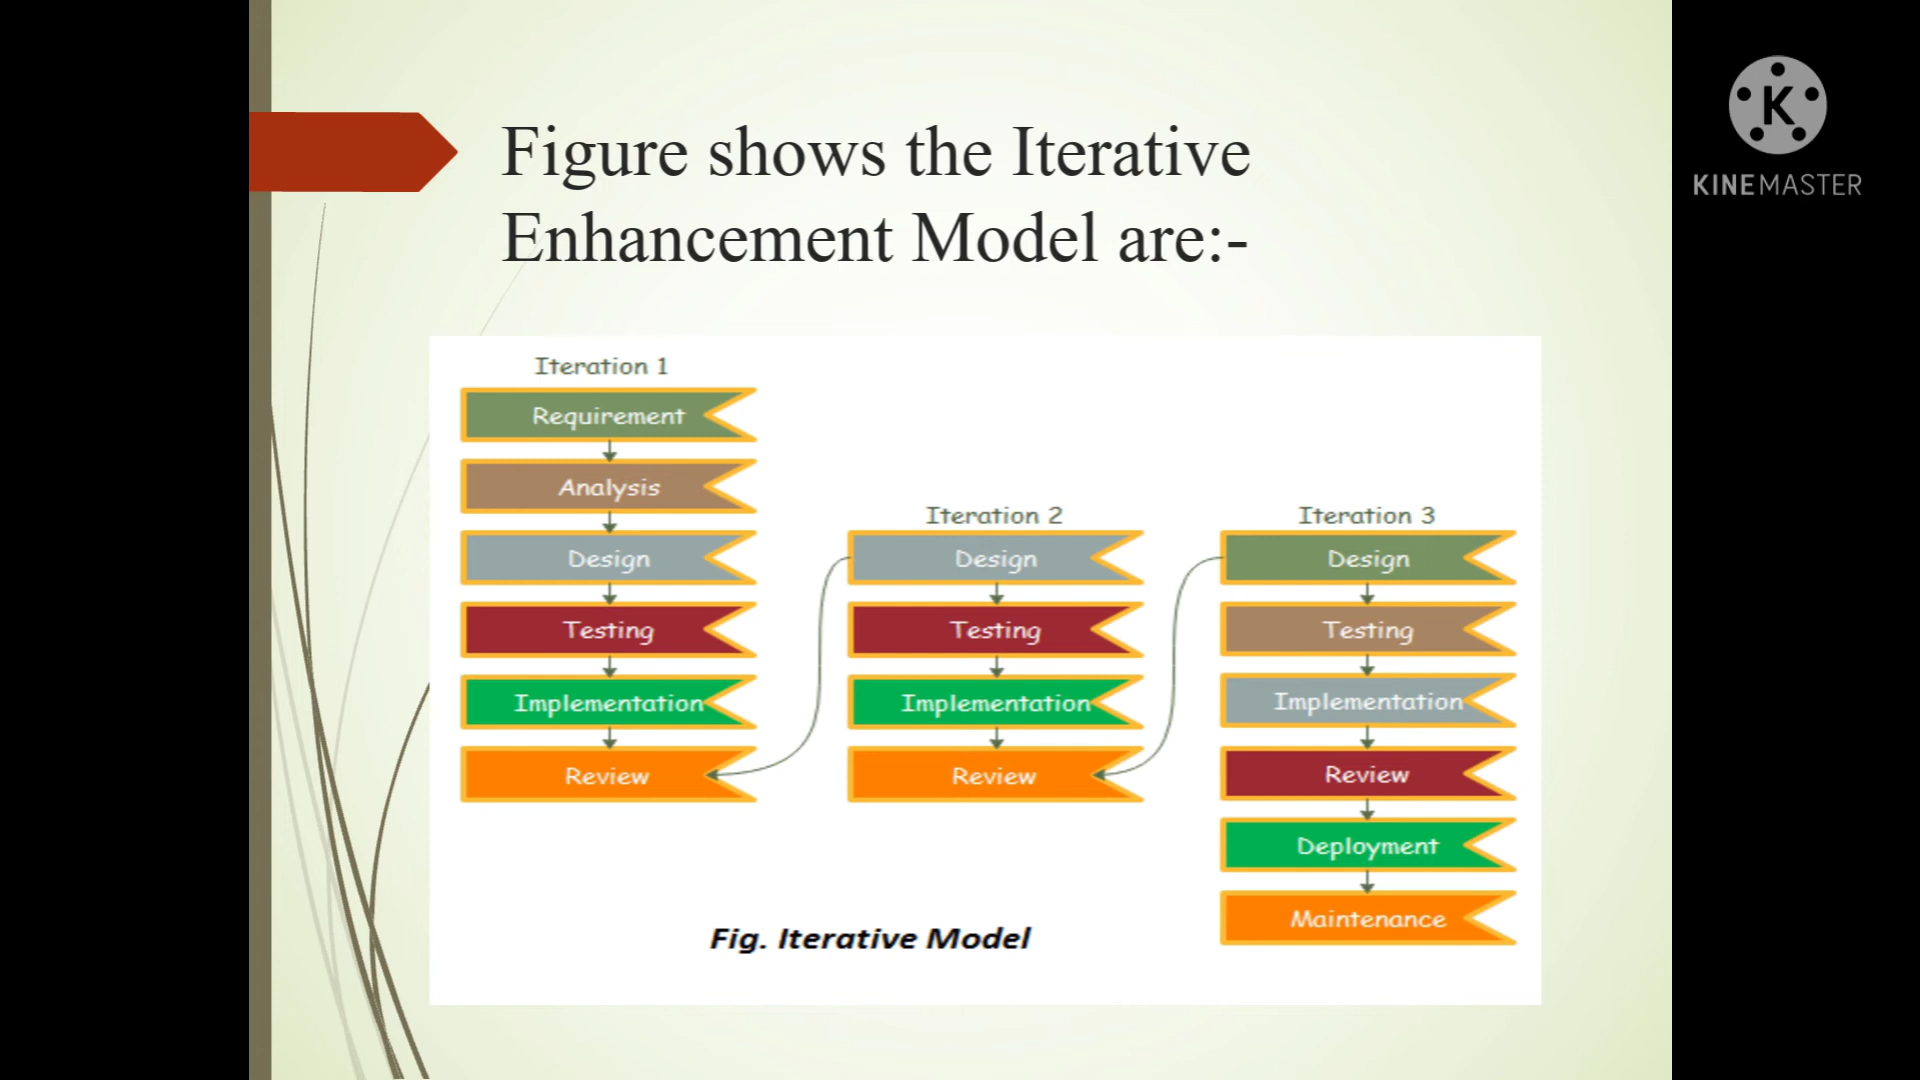 Figure shows the Iterative
Enhancement Model are:-
K
KINEMASTER
Iteration 1
Requirement
Analysis
Design
Testing
Implementation
Review
Iteration 2
Design
Testing
Implementation
Review
Iteration 3
Design
Testing
Implementation
Review
Deployment
Maintenance
Fig. Iterative Model